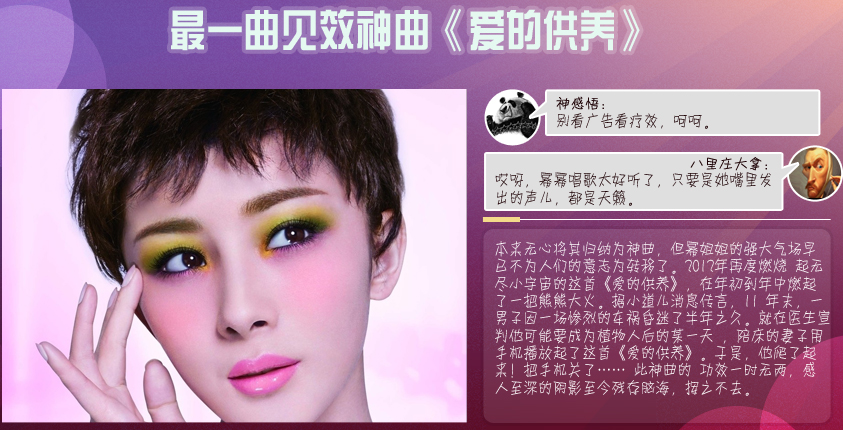 最一曲见效神曲《爱的供养》
神感悟：
别看广告看疗效，呵呵。
八里庄大拿：
哎呀，幂幂唱歌太好听了，只要是她嘴里发
出的声儿，都是天籁。
本来无心将其归纳为神曲，但幂姐姐的强大气场早
已不为人们的意志为转移了。2012年再度燃烧 起无
尽小宇宙的这首《爱的供养》，在年初到年中燃起
了一把熊熊大火。据小道儿消息传言，11 年末，一
男子因一场惨烈的车祸昏迷了半年之久。就在医生宣
判他可能要成为植物人后的某一天 ，陪床的妻子用
手机播放起了这首《爱的供养》。于是，他爬了起
来！把手机关了…… 此神曲的 功效一时无两，感
人至深的阴影至今残存脑海，挥之不去。